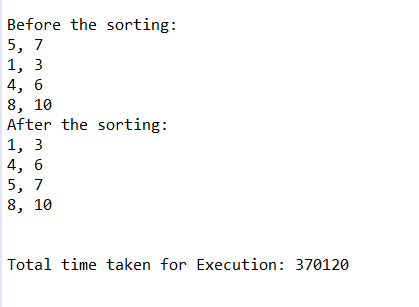 Before the sorting:
5, 7
1, 3
4, 6
8, 10
After the sorting:
1, 3
4, 6
5, 7
8, 10
Total time taken for Execution: 370120